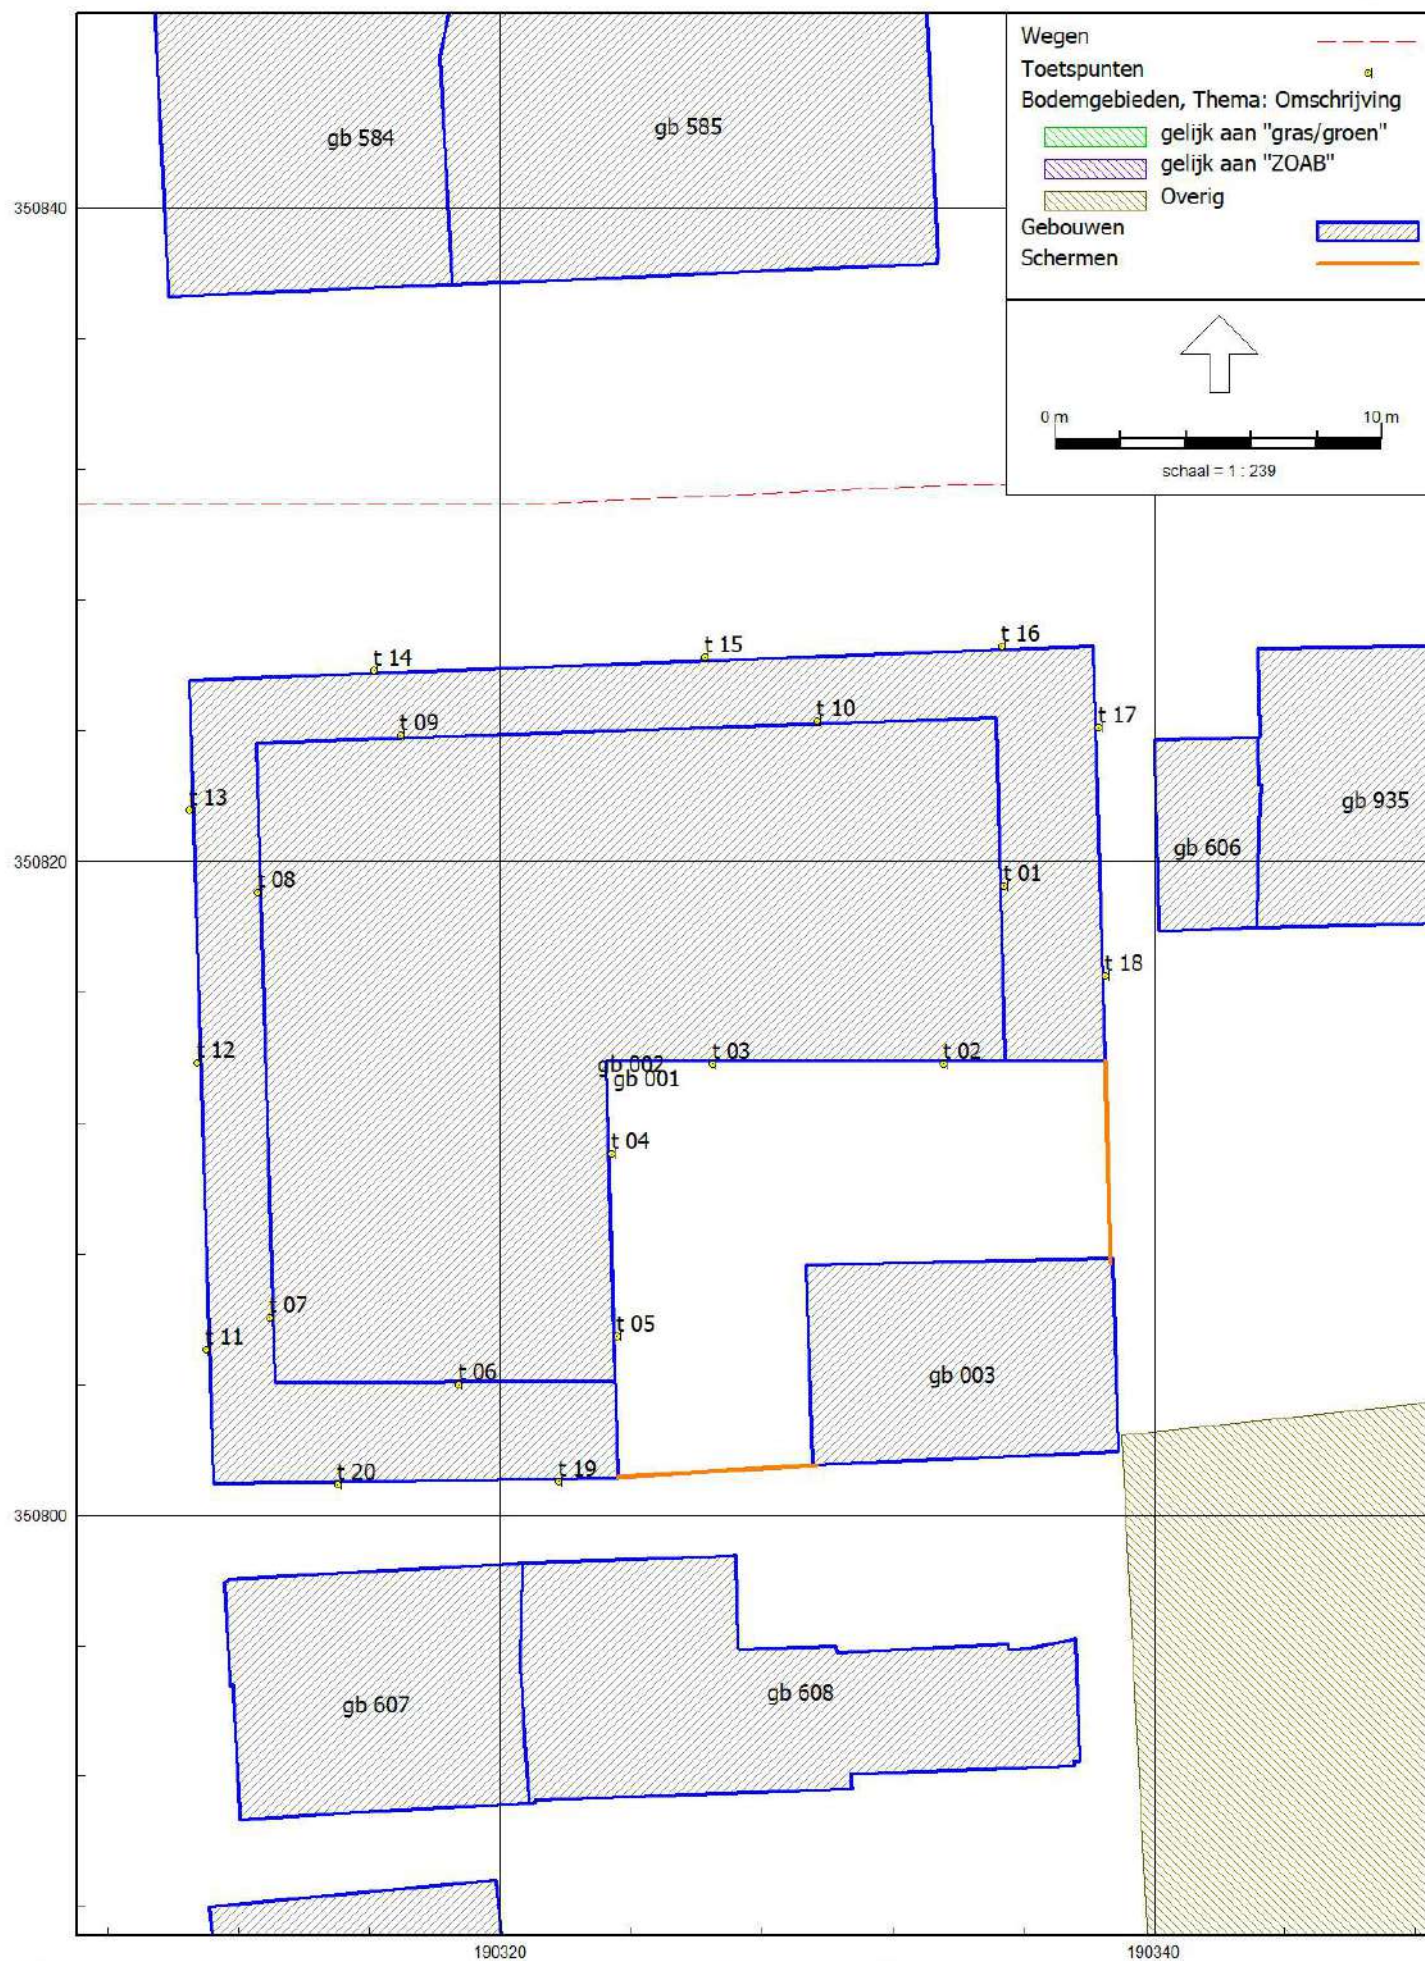 Wegen
Toetspunten
Bodemgebieden, Thema: Omschrijving
gelijk aan "gras/groen"
gelijk aan "ZOAB"
Overig
Gebouwen
Schermen
0 m 10 m
schaal = 1 : 239
gb 584
gb 585
350840
t 14
t 15
t 16
t 09
t 10
t 17
t 13
gb 935
gb 606
350820
t 08
t 01
t 18
t 12
t 03
t 02
gb 002
gb 001
t 04
t 07
t 11
t 05
t 06
gb 003
t 20
t 19
350800
gb 607
gb 608
190320
190340